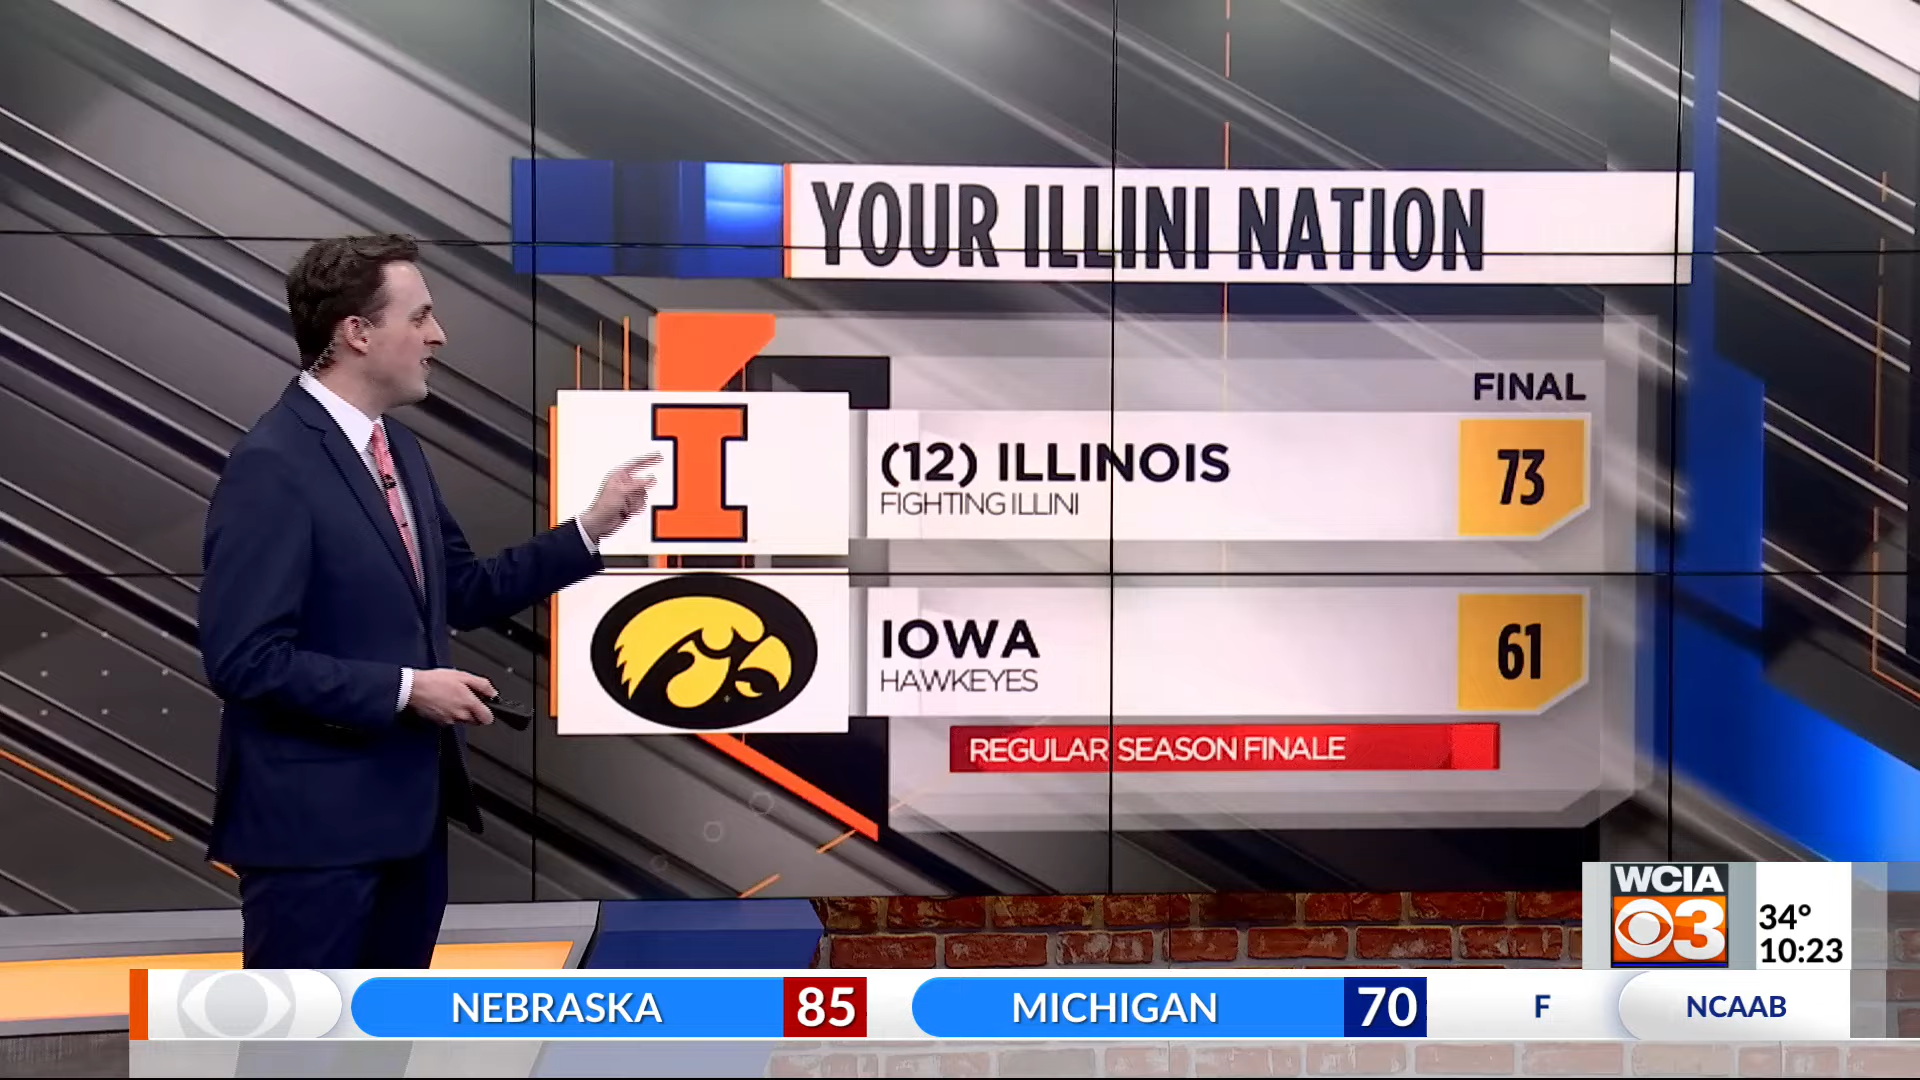 YOUR ILLINI NATION
FINAL
(12) ILLINOIS
FIGHTING ILLINI
73
IOWA
HAWKEYES
61
REGULAR SEASON FINALE
WCIA
3
34°
10:23
NEBRASKA 85 MICHIGAN 70 F NCAAB